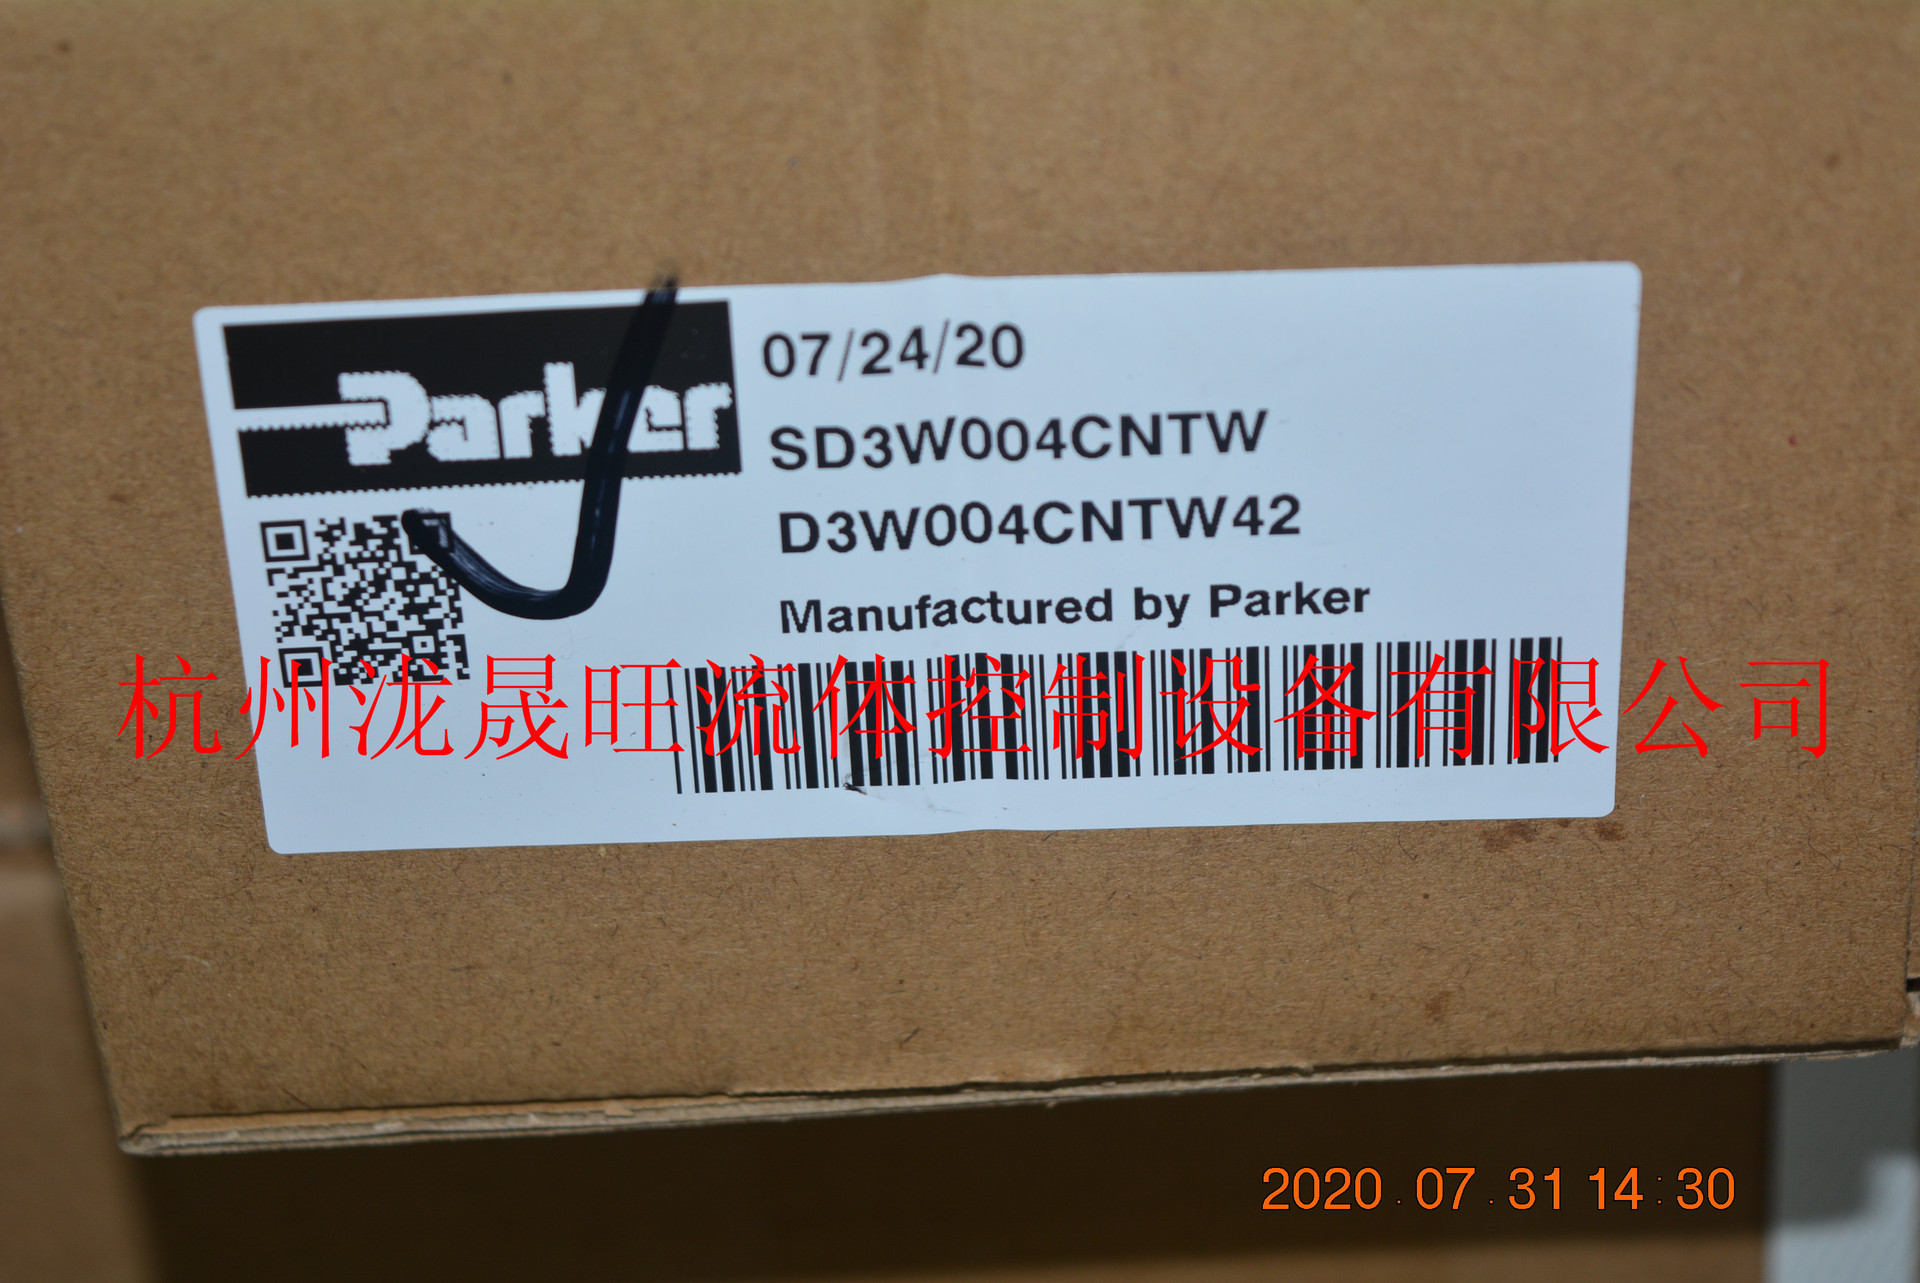 Parker
07/24/20
SD3W004CNTW
D3W004CNTW42
Manufactured by Parker
杭州泷晟旺流体控制设备有限公司
2020.07.31 14:30